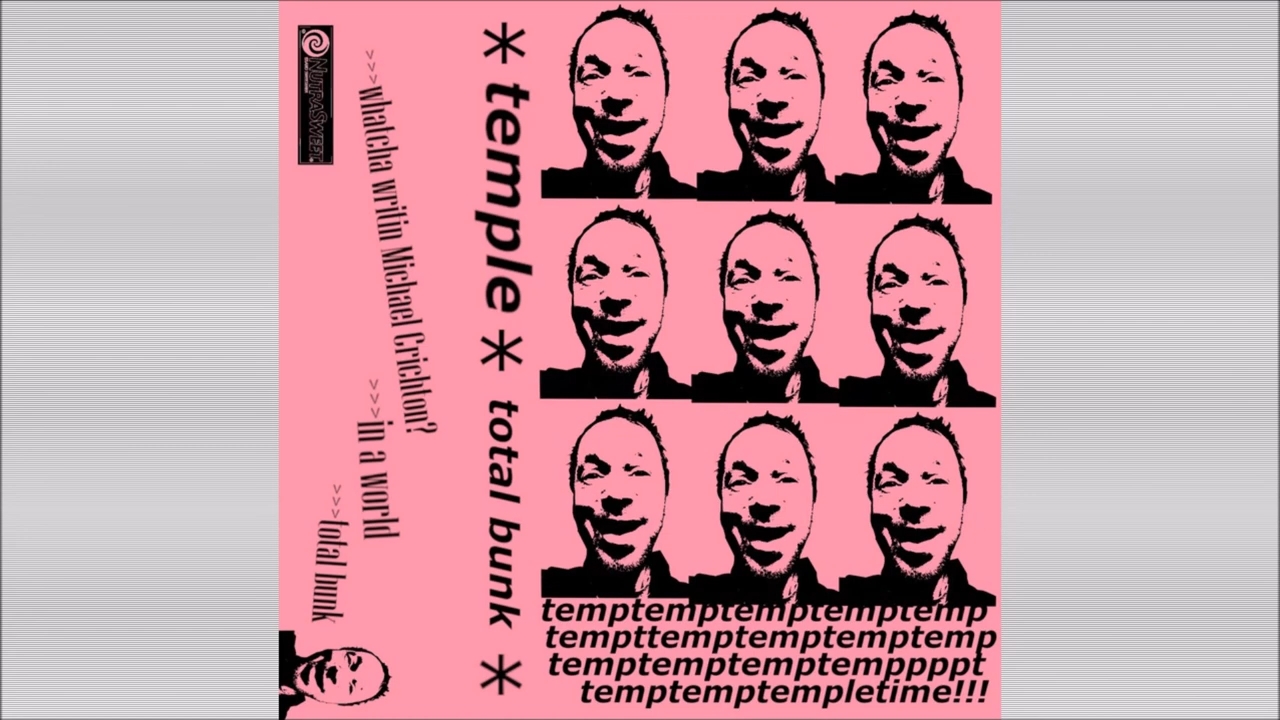 NUTRASWEET
>>>whatcha writin Michael Crichton?
>>>in a world
>>>total bunk
* temple * total bunk *
temptemptemptemptemp
tempttemptemptemptemp
temptemptemptempppppt
temptemptempletime!!!